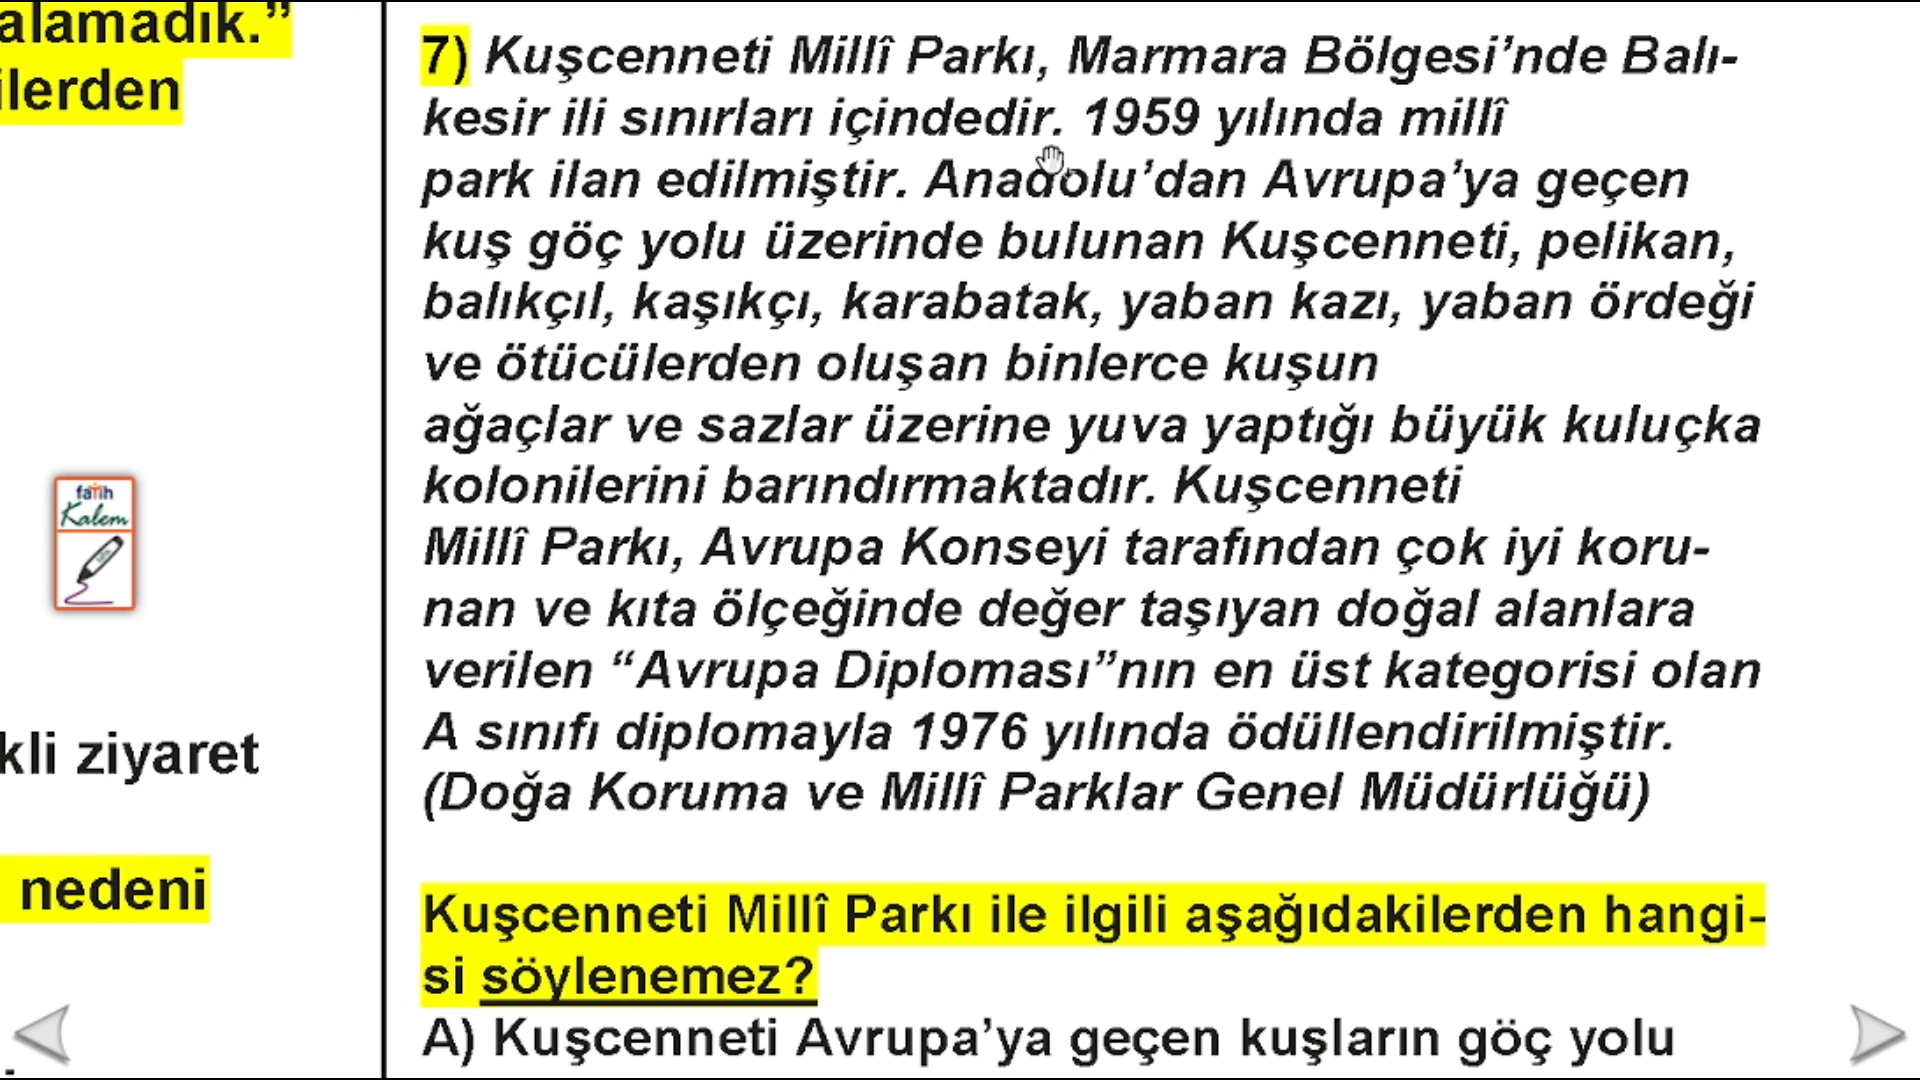 alamadık.”
ilerden
fatih
Kalem
kli ziyaret
nedeni
7) Kuşcenneti Millî Parkı, Marmara Bölgesi’nde Balı-
kesir ili sınırları içindedir. 1959 yılında millî
park ilan edilmiştir. Anadolu’dan Avrupa’ya geçen
kuş göç yolu üzerinde bulunan Kuşcenneti, pelikan,
balıkçıl, kaşıkçı, karabatak, yaban kazı, yaban ördeği
ve ötücülerden oluşan binlerce kuşun
ağaçlar ve sazlar üzerine yuva yaptığı büyük kuluçka
kolonilerini barındırmaktadır. Kuşcenneti
Millî Parkı, Avrupa Konseyi tarafından çok iyi koru-
nan ve kıta ölçeğinde değer taşıyan doğal alanlara
verilen “Avrupa Diploması”nın en üst kategorisi olan
A sınıfı diplomayla 1976 yılında ödüllendirilmiştir.
(Doğa Koruma ve Millî Parklar Genel Müdürlüğü)
Kuşcenneti Millî Parkı ile ilgili aşağıdakilerden hangi-
si söylenemez?
A) Kuşcenneti Avrupa’ya geçen kuşların göç yolu